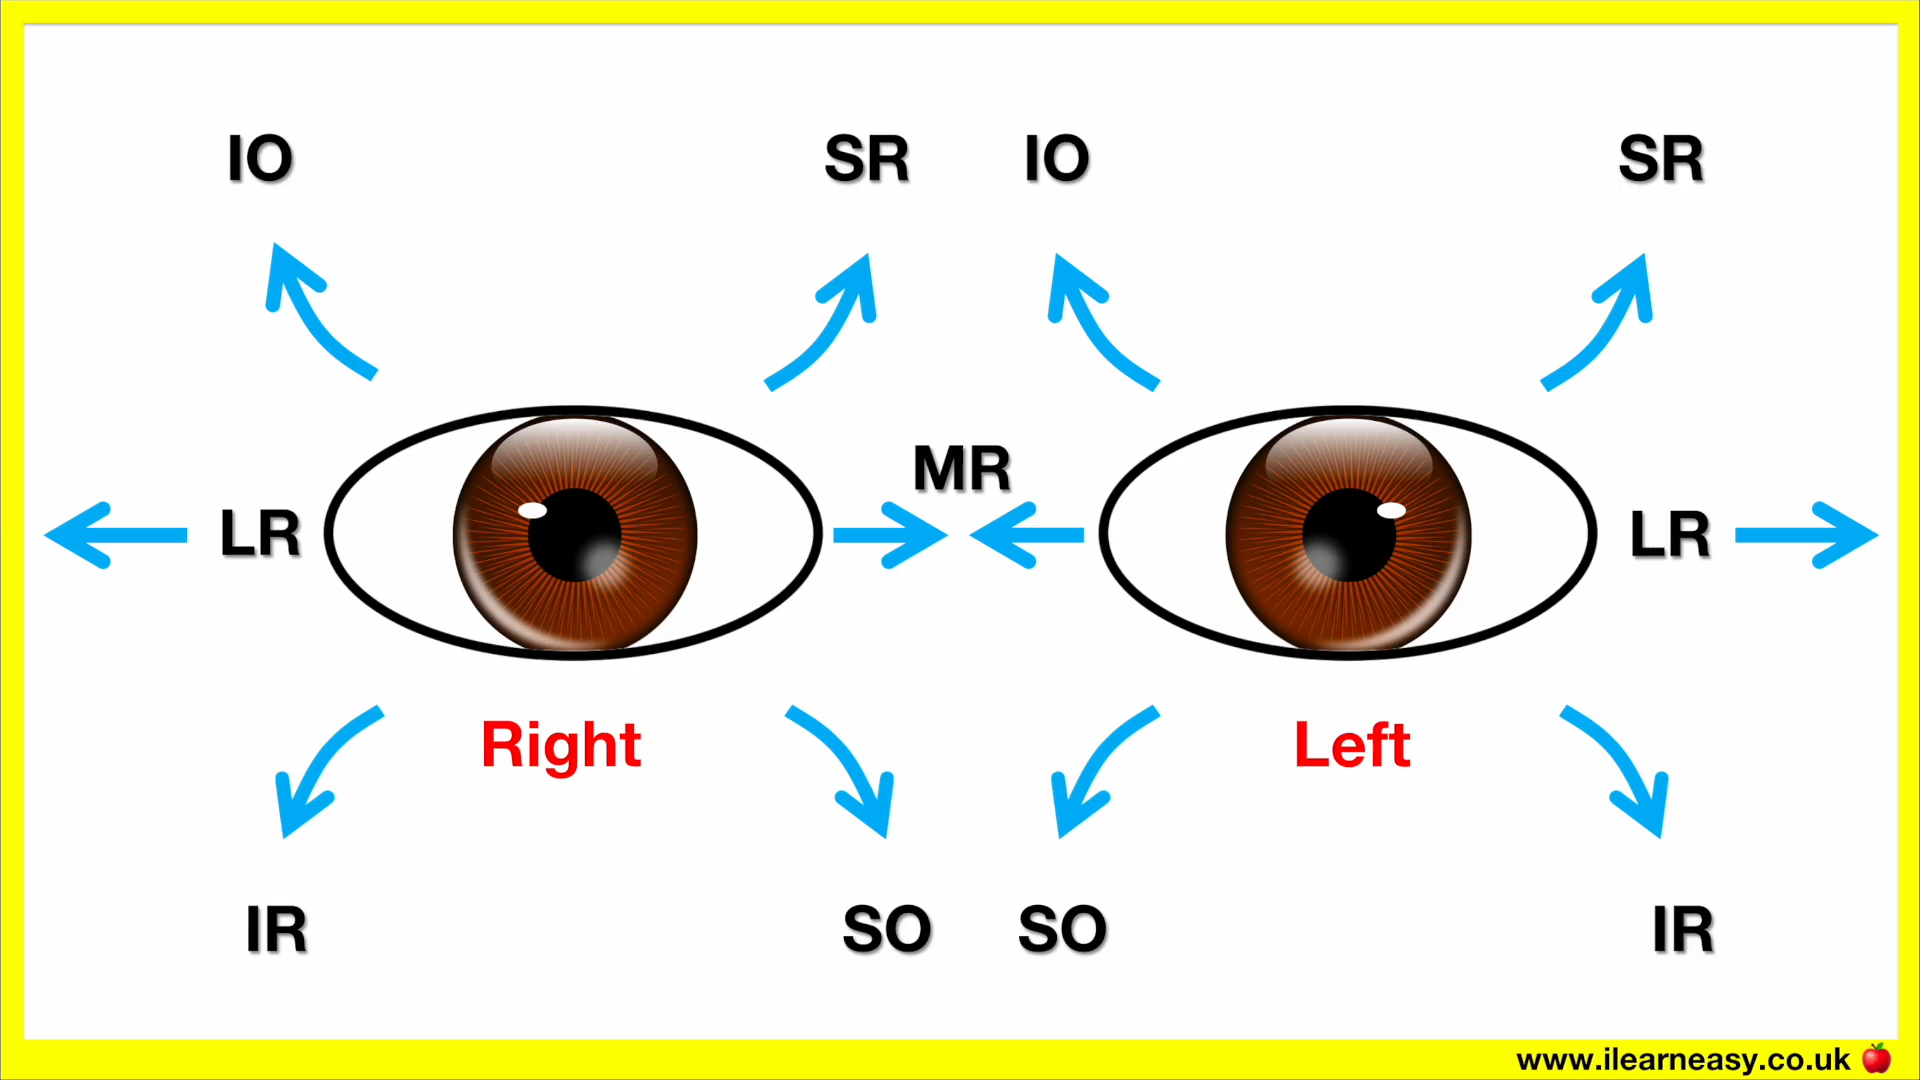 IO SR IO SR
MR
LR LR
Right Left
IR SO SO IR
www.ilearneasy.co.uk